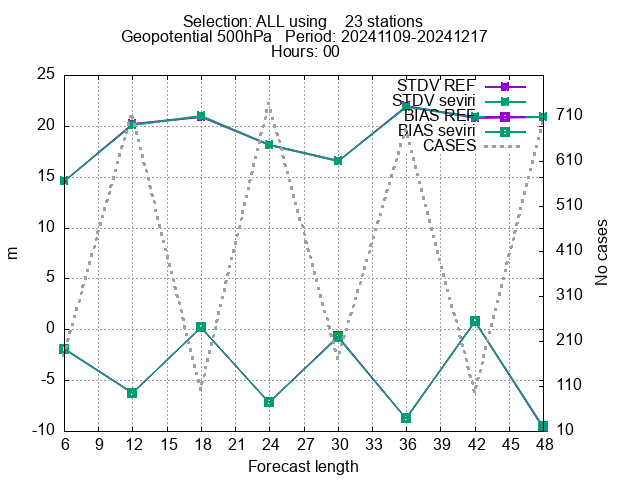 Selection: ALL using    23 stations
Geopotential 500hPa   Period: 20241109-20241217
Hours: 00
STDV REF
STDV seviri
BIAS REF
BIAS seviri
CASES
25
20
15
10
5
0
-5
-10
m
710
610
510
410
310
210
110
10
No cases
6 9 12 15 18 21 24 27 30 33 36 39 42 45 48
Forecast length